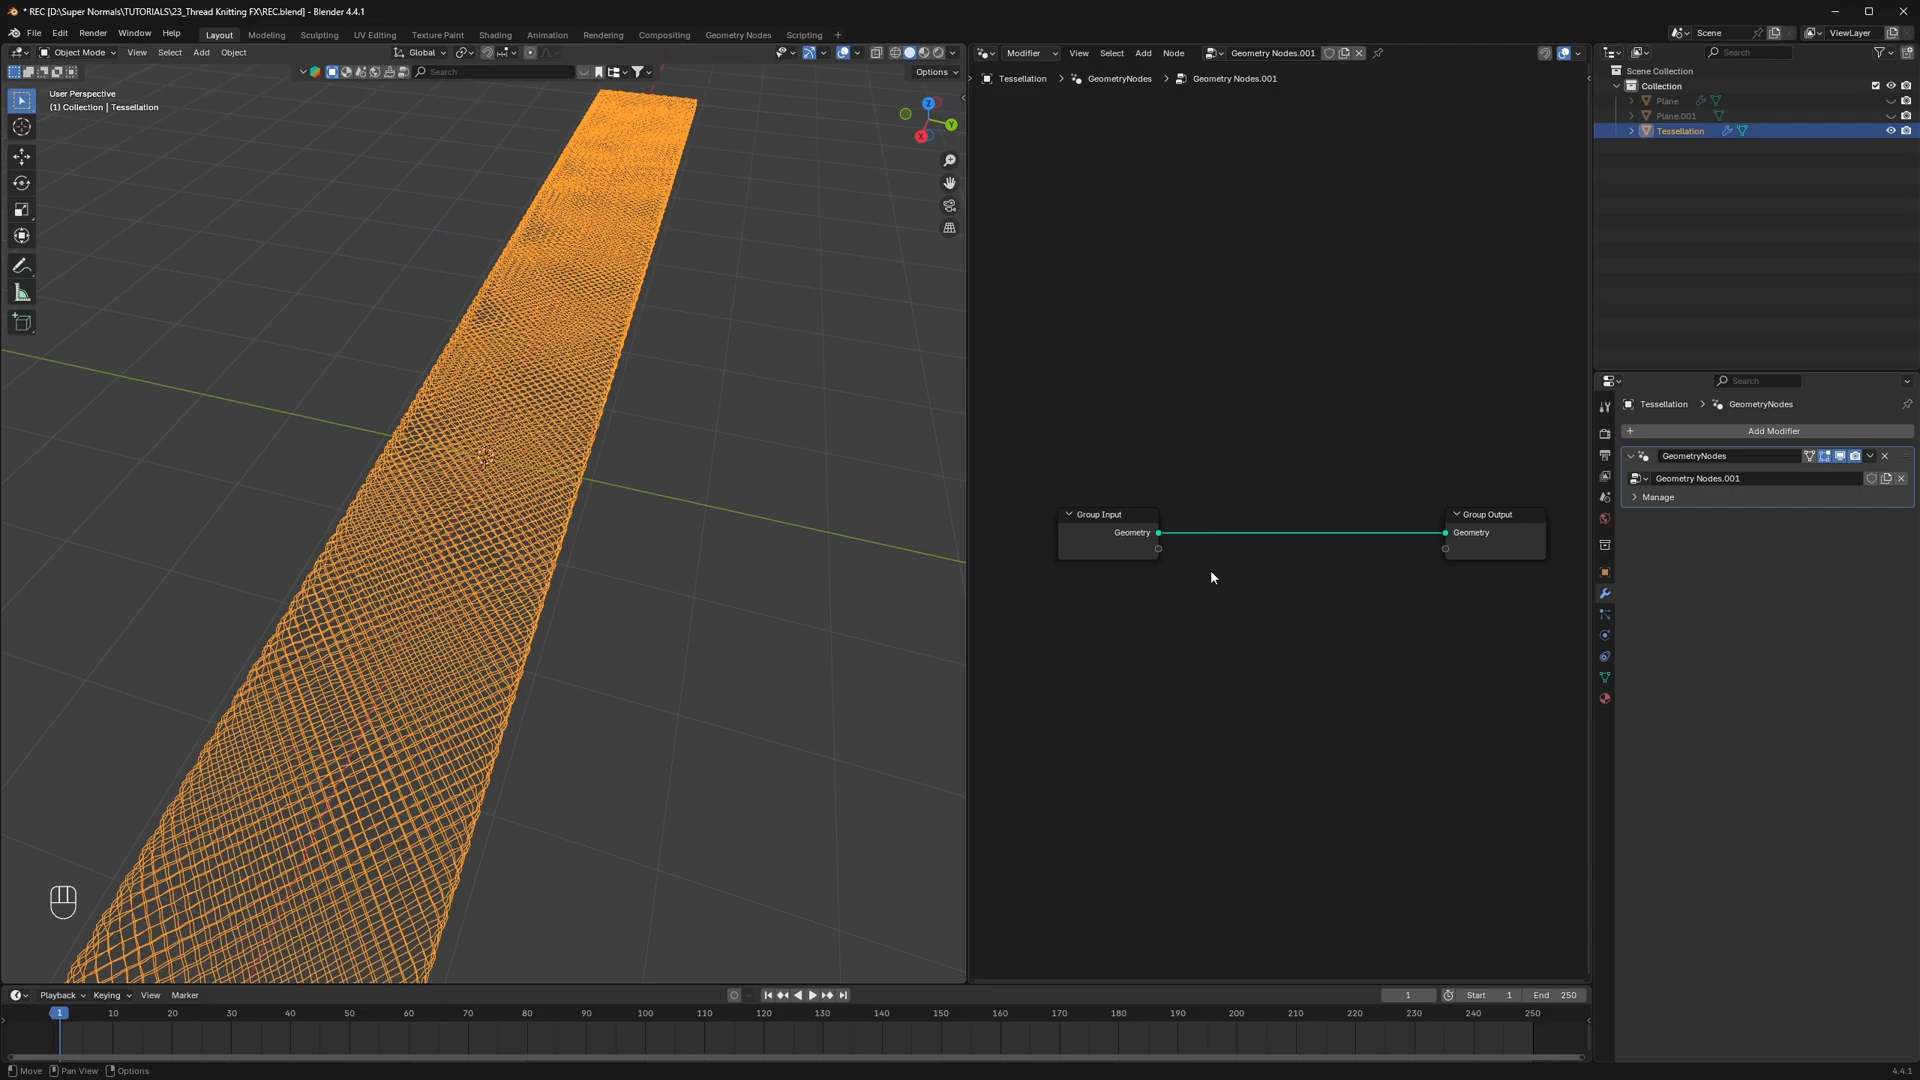 * REC [D:\Super Normals\TUTORIALS\23_Thread Knitting FX\REC.blend] - Blender 4.4.1
File Edit Render Window Help Layout Modeling Sculpting UV Editing Texture Paint Shading Animation Rendering Compositing Geometry Nodes Scripting + Scene ViewLayer
Object Mode View Select Add Object Global
Search Options
User Perspective
(1) Collection | Tessellation
Z
Y
X
Modifier View Select Add Node Geometry Nodes.001
Tessellation > GeometryNodes > Geometry Nodes.001
Group Input
Geometry
Group Output
Geometry
Search
Scene Collection
Collection
Plane
Plane.001
Tessellation
Search
Tessellation > GeometryNodes
+ Add Modifier
GeometryNodes
Geometry Nodes.001
Manage
Playback Keying View Marker 1 Start 1 End 250
1 10 20 30 40 50 60 70 80 90 100 110 120 130 140 150 160 170 180 190 200 210 220 230 240 250
Move Pan View Options 4.4.1